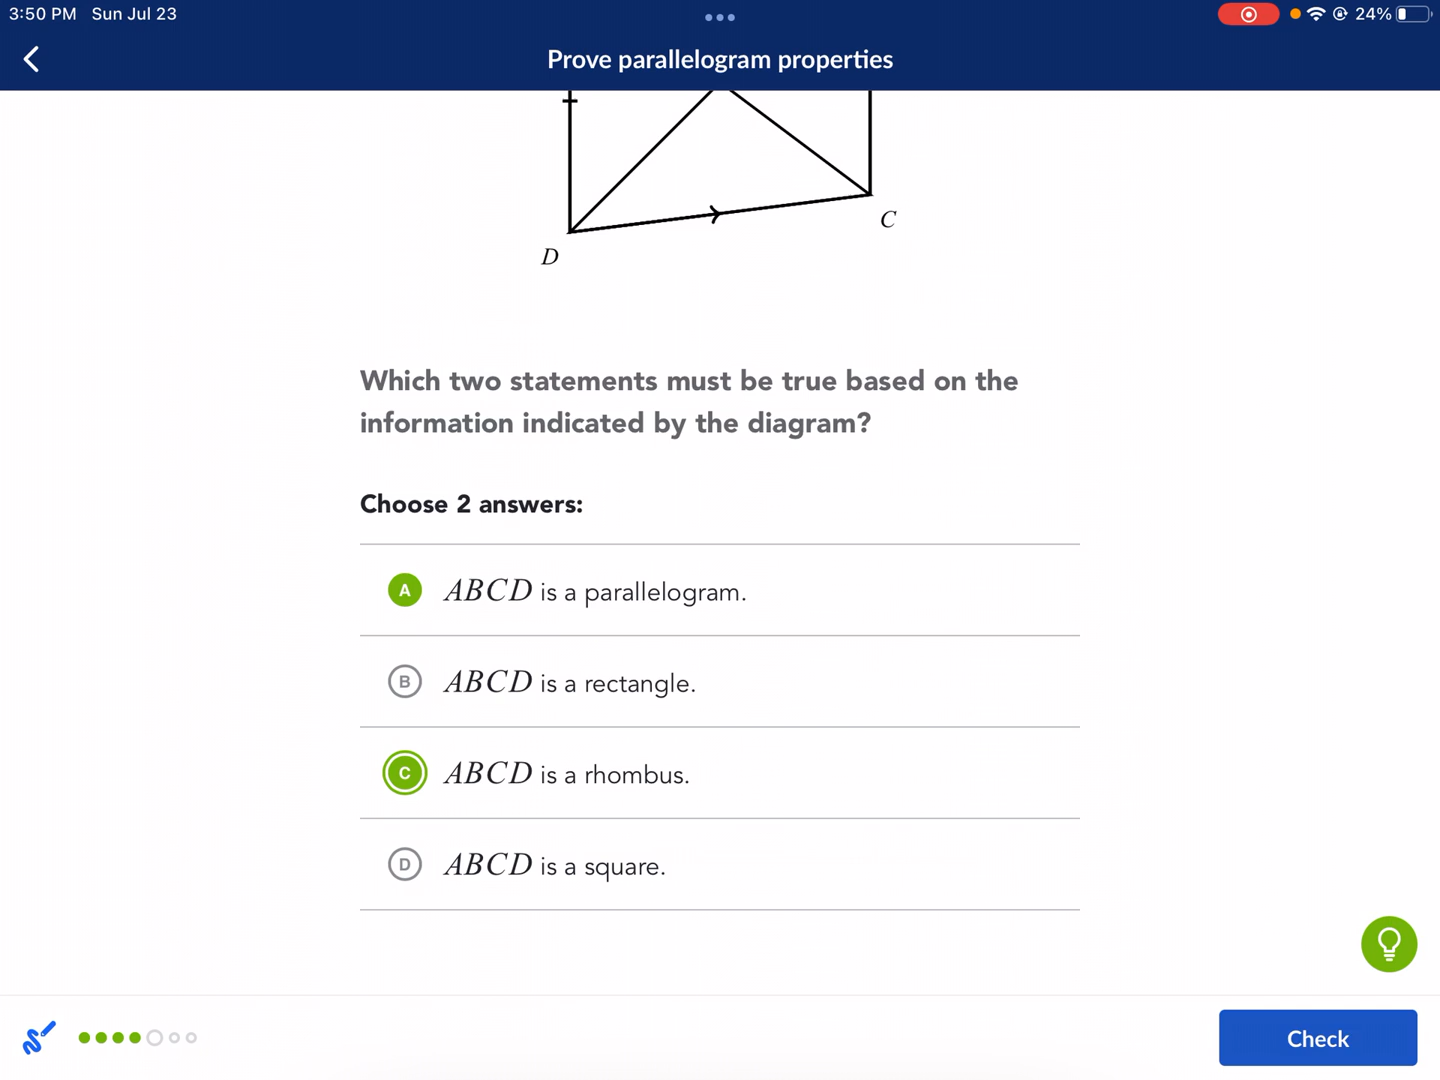 3:50 PM Sun Jul 23
24%
Prove parallelogram properties
C
D
Which two statements must be true based on the
information indicated by the diagram?
Choose 2 answers:
A ABCD is a parallelogram.
B ABCD is a rectangle.
C ABCD is a rhombus.
D ABCD is a square.
Check